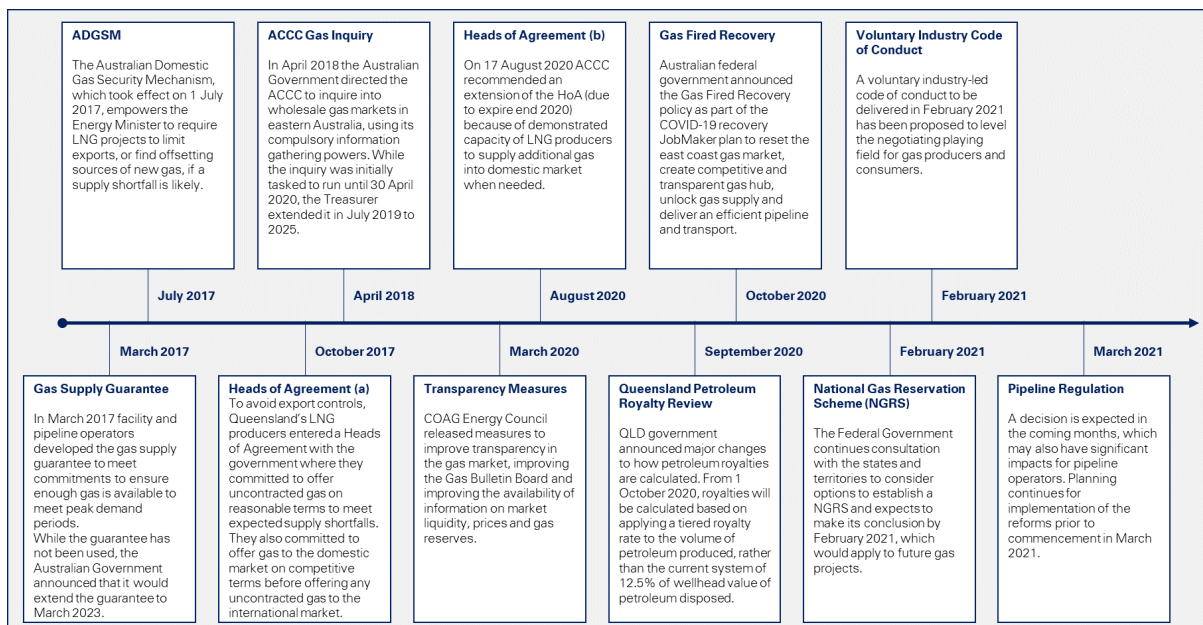 ADGSM
The Australian Domestic
Gas Security Mechanism,
which took effect on 1 July
2017, empowers the
Energy Minister to require
LNG projects to limit
exports, or find offsetting
sources of new gas, if a
supply shortfall is likely.
ACCC Gas Inquiry
In April 2018 the Australian
Government directed the
ACCC to inquire into
wholesale gas markets in
eastern Australia, using its
compulsory information
gathering powers. While
the inquiry was initially
tasked to run until 30 April
2020, the Treasurer
extended it in July 2019 to
2025.
Heads of Agreement (b)
On 17 August 2020 ACCC
recommended an
extension of the HoA (due
to expire end 2020)
because of demonstrated
capacity of LNG producers
to supply additional gas
into domestic market
when needed.
Gas Fired Recovery
Australian federal
government announced
the Gas Fired Recovery
policy as part of the
COVID-19 recovery
JobMaker plan to reset the
east coast gas market,
create competitive and
transparent gas hub,
unlock gas supply and
deliver an efficient pipeline
and transport.
Voluntary Industry Code
of Conduct
A voluntary industry-led
code of conduct to be
delivered in February 2021
has been proposed to level
the negotiating playing
field for gas producers and
consumers.
July 2017
April 2018
August 2020
October 2020
February 2021
March 2017
October 2017
March 2020
September 2020
February 2021
March 2021
Gas Supply Guarantee
In March 2017 facility and
pipeline operators
developed the gas supply
guarantee to meet
commitments to ensure
enough gas is available to
meet peak demand
periods.
While the guarantee has
not been used, the
Australian Government
announced that it would
extend the guarantee to
March 2023.
Heads of Agreement (a)
To avoid export controls,
Queensland's LNG
producers entered a Heads
of Agreement with the
government where they
committed to offer
uncontracted gas on
reasonable terms to meet
expected supply shortfalls.
They also committed to
offer gas to the domestic
market on competitive
terms before offering any
uncontracted gas to the
international market.
Transparency Measures
COAG Energy Council
released measures to
improve transparency in
the gas market, improving
the Gas Bulletin Board and
improving the availability of
information on market
liquidity, prices and gas
reserves.
Queensland Petroleum
Royalty Review
QLD government
announced major changes
to how petroleum royalties
are calculated. From 1
October 2020, royalties will
be calculated based on
applying a tiered royalty
rate to the volume of
petroleum produced, rather
than the current system of
12.5% of wellhead value of
petroleum disposed.
National Gas Reservation
Scheme (NGRS)
The Federal Government
continues consultation
with the states and
territories to consider
options to establish a
NGRS and expects to
make its conclusion by
February 2021, which
would apply to future gas
projects.
Pipeline Regulation
A decision is expected in
the coming months, which
may also have significant
impacts for pipeline
operators. Planning
continues for
implementation of the
reforms prior to
commencement in March
2021.